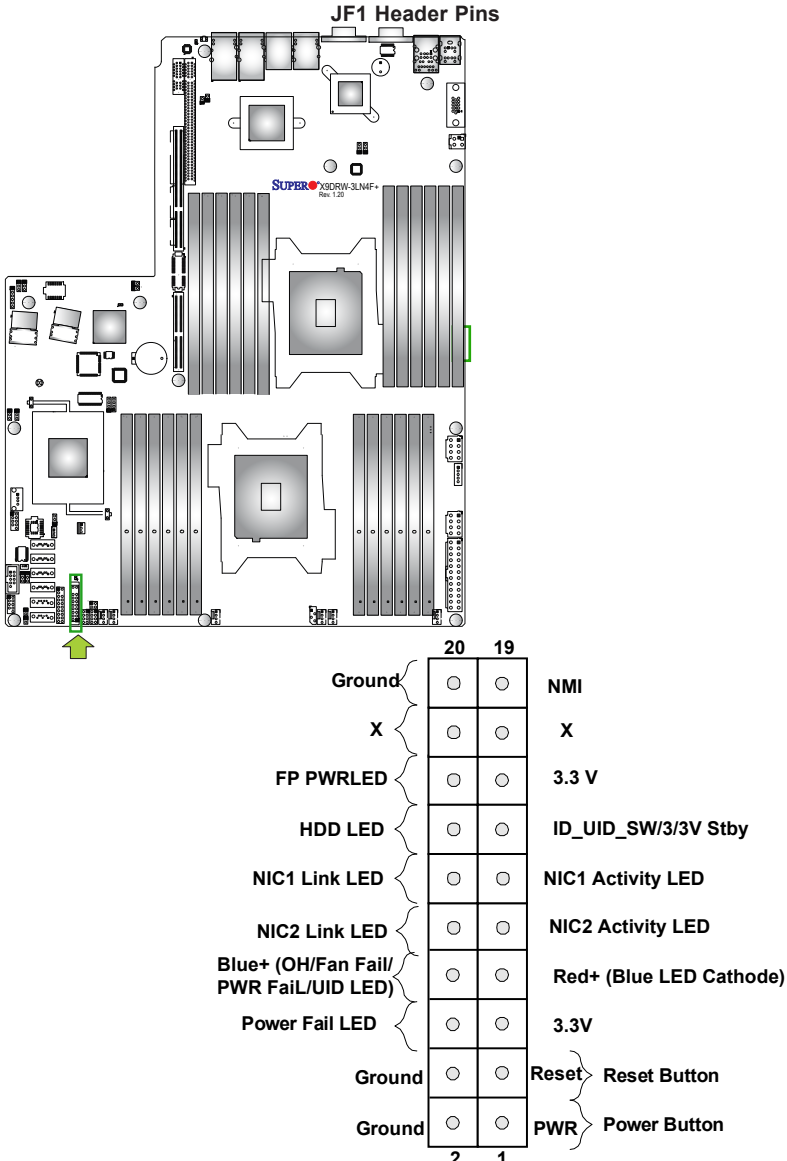 JF1 Header Pins
SUPER X9DRW-3LN4F+
Rev. 1.20
20 19
Ground NMI
X X
FP PWRLED 3.3 V
HDD LED ID_UID_SW/3/3V Stby
NIC1 Link LED NIC1 Activity LED
NIC2 Link LED NIC2 Activity LED
Blue+ (OH/Fan Fail/
PWR FaiL/UID LED) Red+ (Blue LED Cathode)
Power Fail LED 3.3V
Ground Reset Reset Button
Ground PWR Power Button
2 1